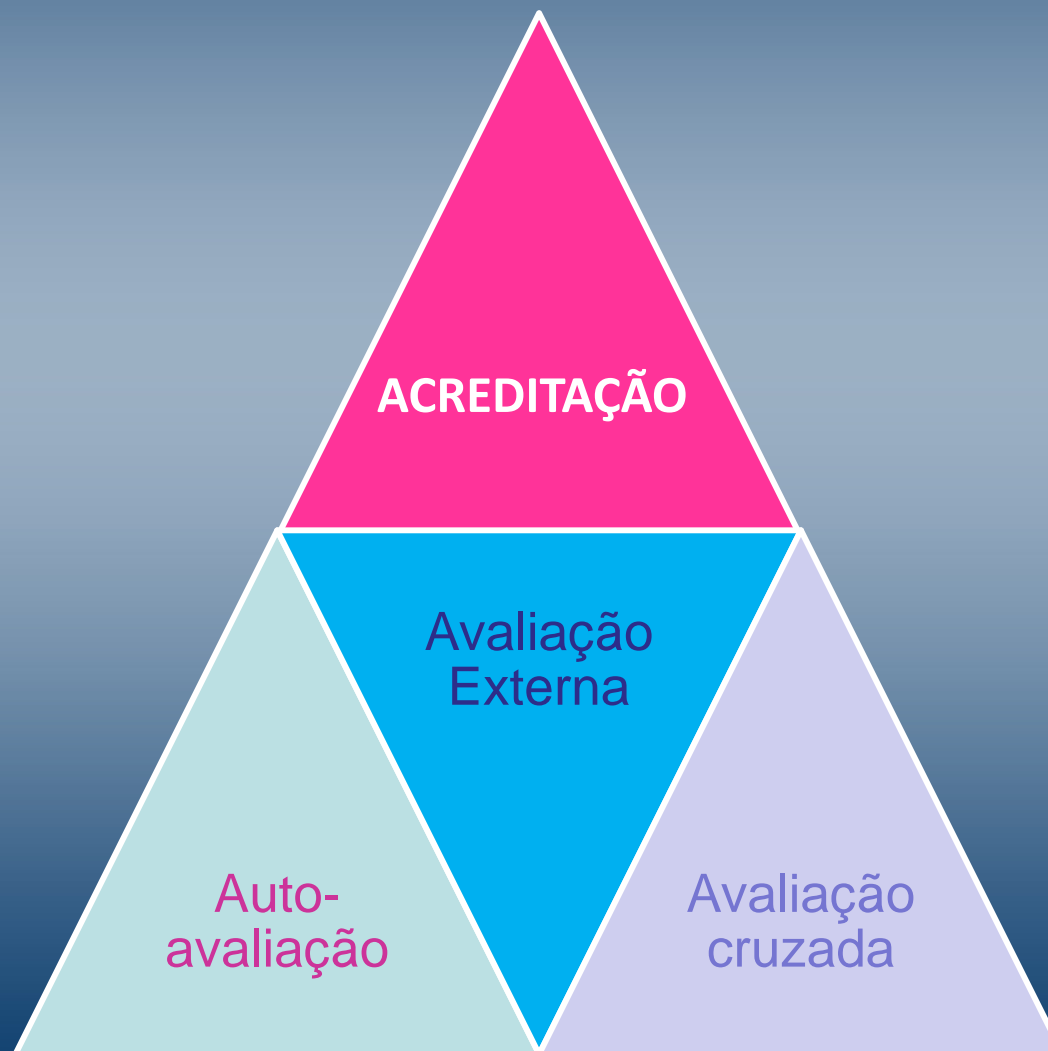 ACREDITAÇÃO
Avaliação
Externa
Auto-
avaliação
Avaliação
cruzada